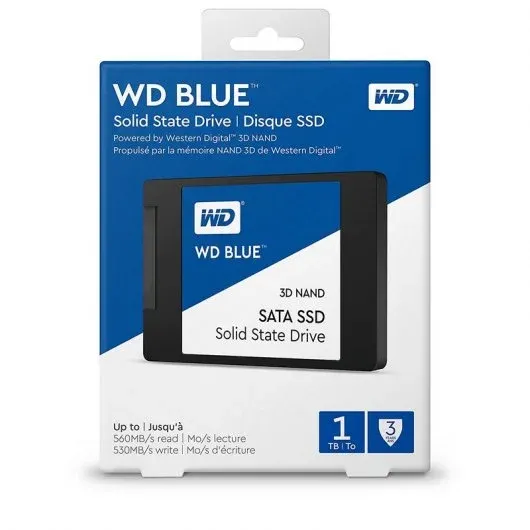 WD BLUE™
WD
Solid State Drive | Disque SSD
Powered by Western Digital™ 3D NAND
Propulsé par la mémoire NAND 3D de Western Digital™
WD
WD BLUE™
3D NAND
SATA SSD
Solid State Drive
Up to | Jusqu'à
560MB/s read | Mo/s lecture
530MB/s write | Mo/s d'écriture
1
TB | To
3
YEARS